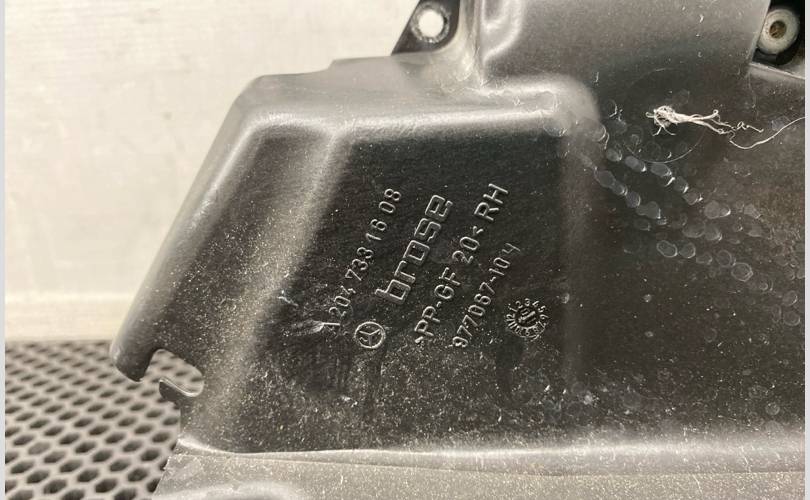 A 204 733 16 08
brose
>PP-GF 20< RH
977067-104